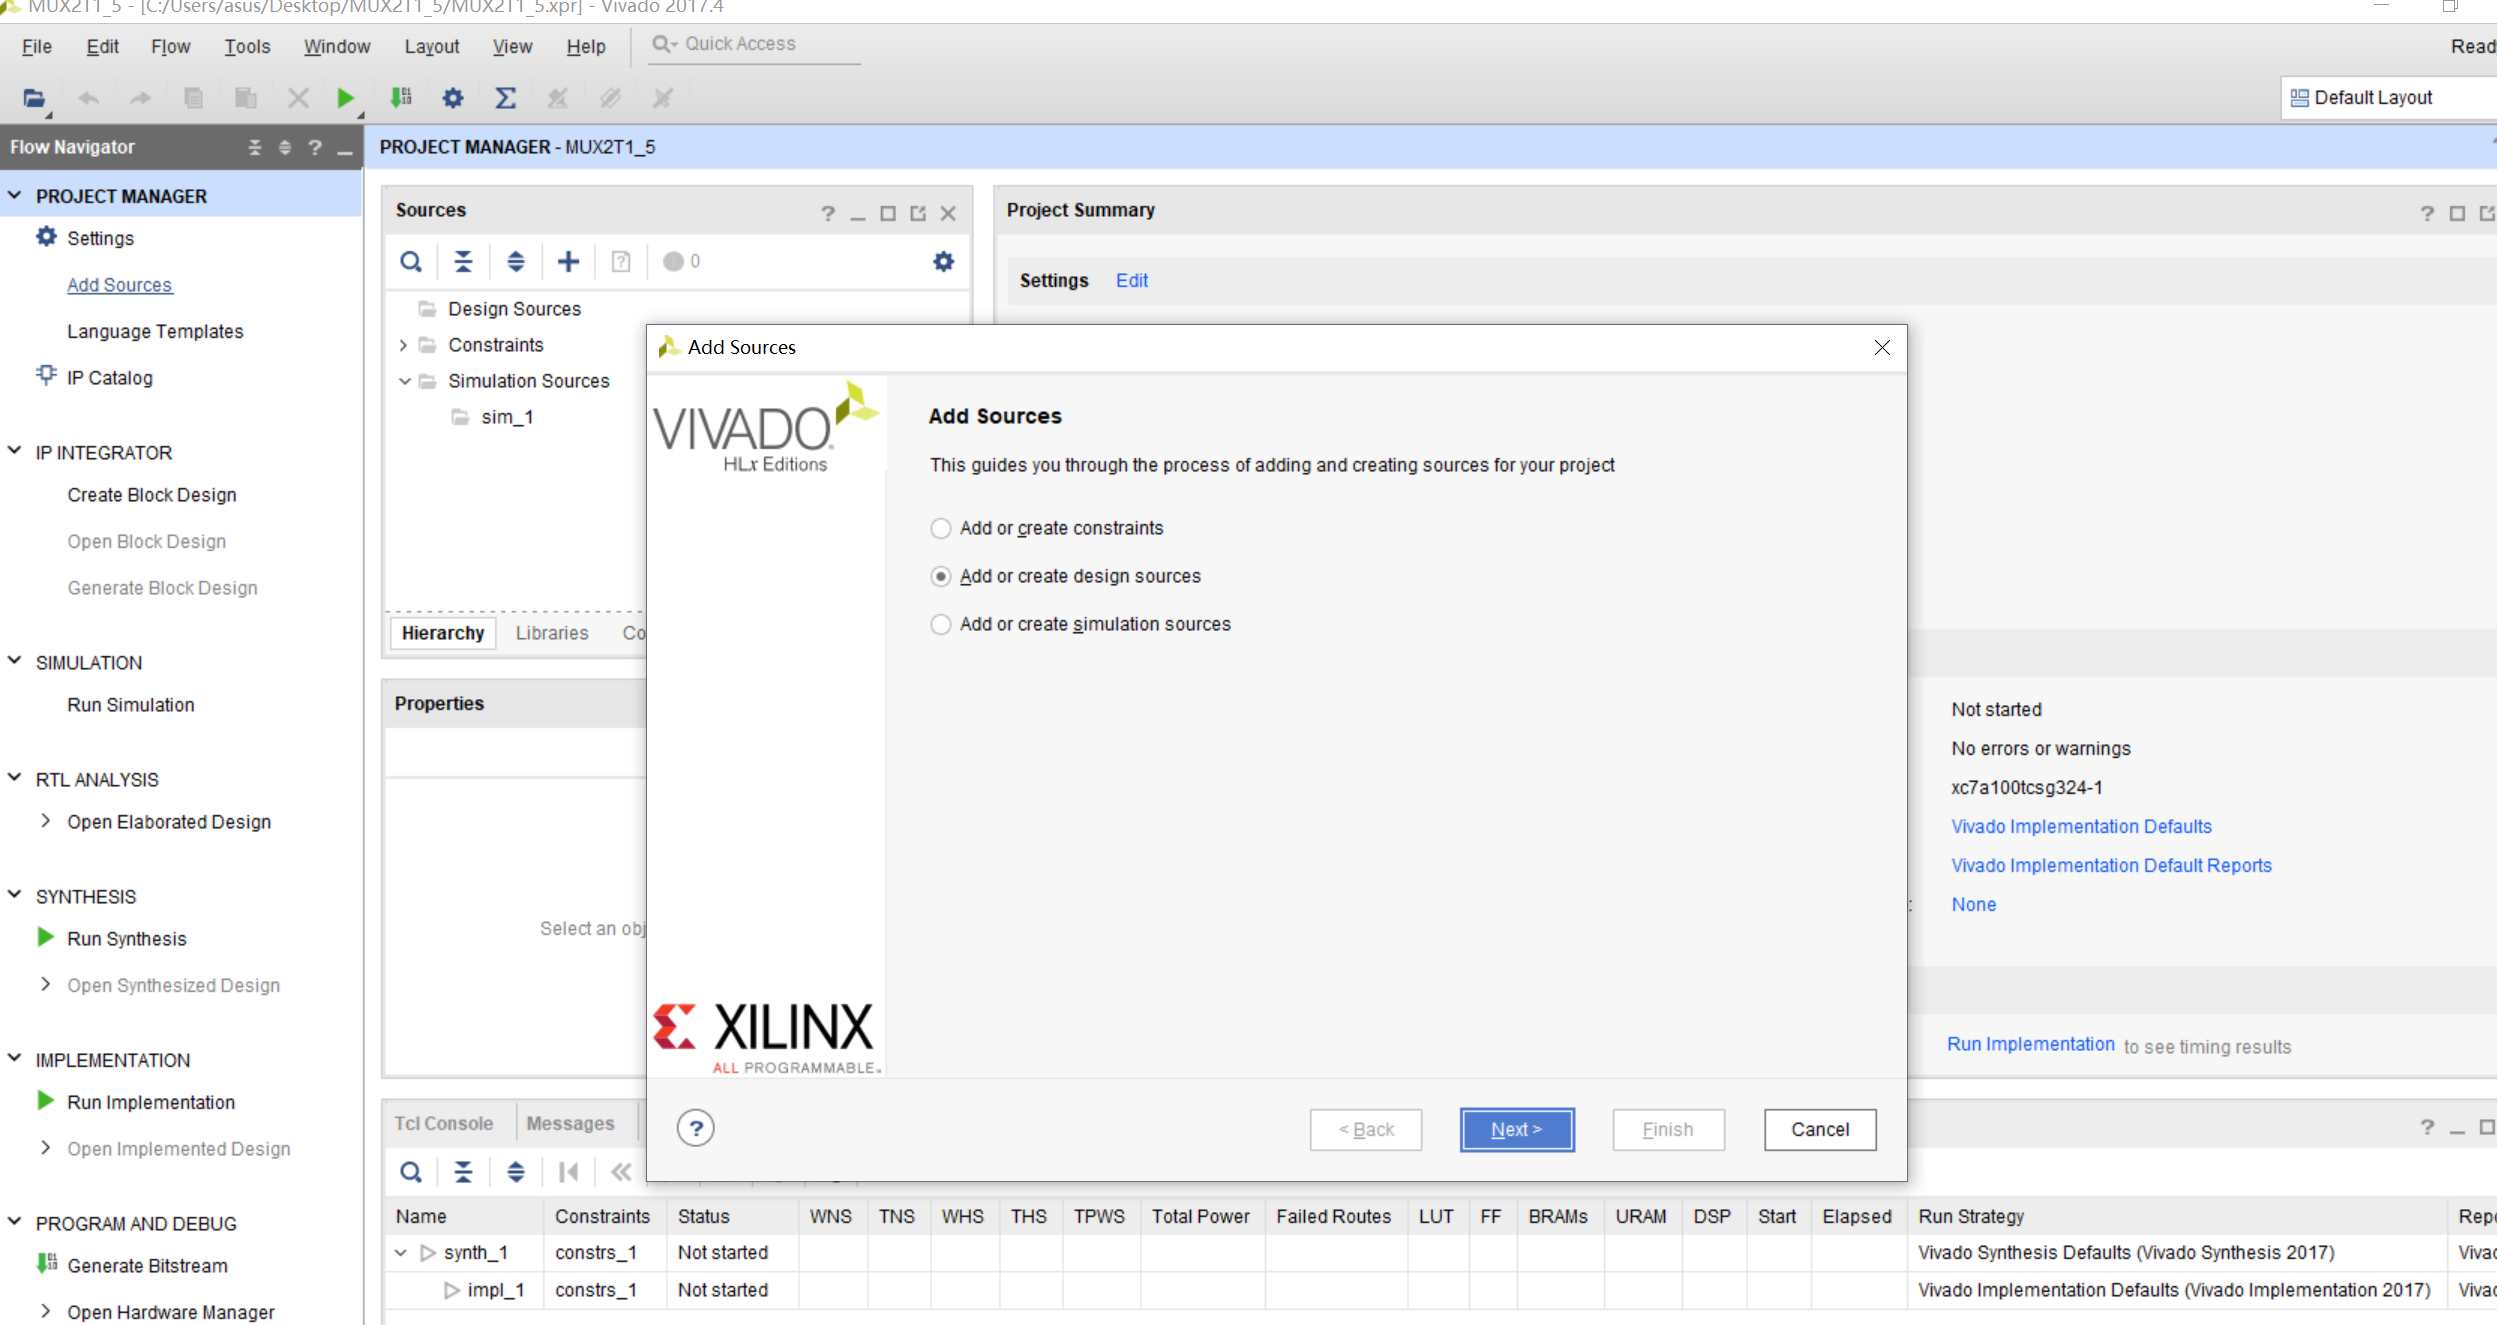 MUX2T1_5 - [C:/Users/asus/Desktop/MUX2T1_5/MUX2T1_5.xpr] - Vivado 2017.4
File Edit Flow Tools Window Layout View Help Quick Access
Default Layout
Flow Navigator
PROJECT MANAGER - MUX2T1_5
PROJECT MANAGER
Settings
Add Sources
Language Templates
IP Catalog
IP INTEGRATOR
Create Block Design
Open Block Design
Generate Block Design
SIMULATION
Run Simulation
RTL ANALYSIS
Open Elaborated Design
SYNTHESIS
Run Synthesis
Open Synthesized Design
IMPLEMENTATION
Run Implementation
Open Implemented Design
PROGRAM AND DEBUG
Generate Bitstream
Open Hardware Manager
Sources
0
Design Sources
Constraints
Simulation Sources
sim_1
Hierarchy Libraries
Properties
Select an
Project Summary
Settings Edit
Add Sources
VIVADO
HLx Editions
Add Sources
This guides you through the process of adding and creating sources for your project
Add or create constraints
Add or create design sources
Add or create simulation sources
XILINX
ALL PROGRAMMABLE
< Back Next > Finish Cancel
Not started
No errors or warnings
xc7a100tcsg324-1
Vivado Implementation Defaults
Vivado Implementation Default Reports
None
Run Implementation to see timing results
Tcl Console Messages
Name Constraints Status WNS TNS WHS THS TPWS Total Power Failed Routes LUT FF BRAMs URAM DSP Start Elapsed Run Strategy
synth_1 constrs_1 Not started Vivado Synthesis Defaults (Vivado Synthesis 2017)
impl_1 constrs_1 Not started Vivado Implementation Defaults (Vivado Implementation 2017)